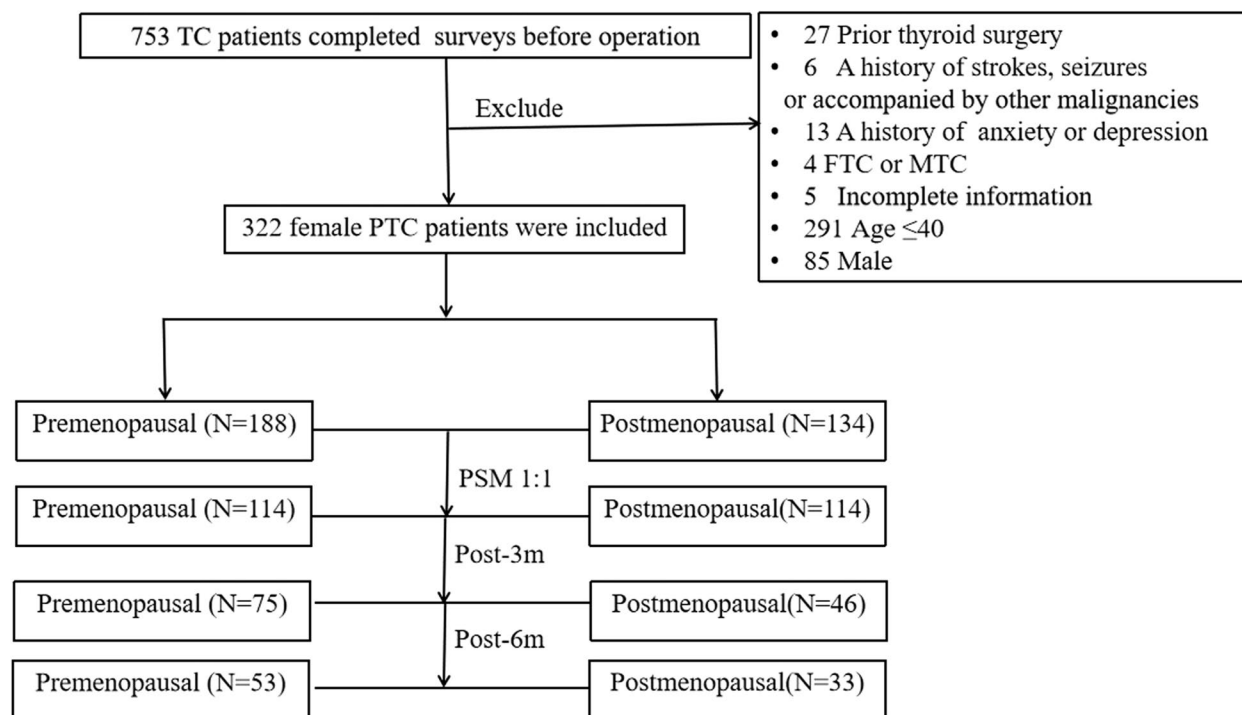 753 TC patients completed surveys before operation
• 27 Prior thyroid surgery
• 6 A history of strokes, seizures
or accompanied by other malignancies
• 13 A history of anxiety or depression
• 4 FTC or MTC
• 5 Incomplete information
• 291 Age ≤40
• 85 Male
Exclude
322 female PTC patients were included
Premenopausal (N=188)
Postmenopausal (N=134)
PSM 1:1
Premenopausal (N=114)
Postmenopausal(N=114)
Post-3m
Premenopausal (N=75)
Postmenopausal(N=46)
Post-6m
Premenopausal (N=53)
Postmenopausal(N=33)